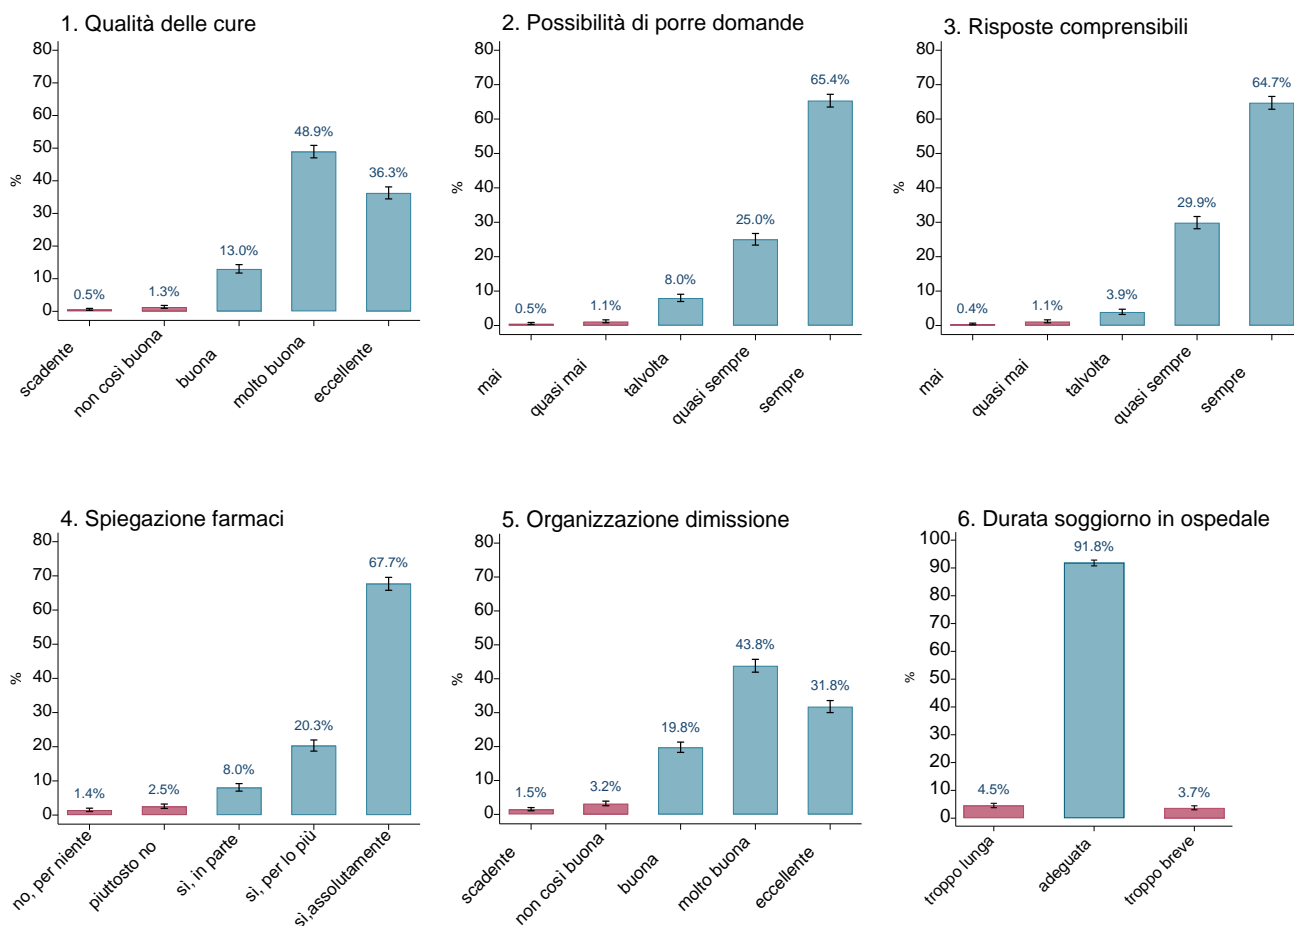 1. Qualità delle cure
80
70
60
50
40
30
20
10
0
%
0.5%
1.3%
13.0%
48.9%
36.3%
scadente
non così buona
buona
molto buona
eccellente
2. Possibilità di porre domande
80
70
60
50
40
30
20
10
0
%
0.5%
1.1%
8.0%
25.0%
65.4%
mai
quasi mai
talvolta
quasi sempre
sempre
3. Risposte comprensibili
80
70
60
50
40
30
20
10
0
%
0.4%
1.1%
3.9%
29.9%
64.7%
mai
quasi mai
talvolta
quasi sempre
sempre
4. Spiegazione farmaci
80
70
60
50
40
30
20
10
0
%
1.4%
2.5%
8.0%
20.3%
67.7%
no, per niente
piuttosto no
sì, in parte
sì, per lo più
sì,assolutamente
5. Organizzazione dimissione
80
70
60
50
40
30
20
10
0
%
1.5%
3.2%
19.8%
43.8%
31.8%
scadente
non così buona
buona
molto buona
eccellente
6. Durata soggiorno in ospedale
100
90
80
70
60
50
40
30
20
10
0
%
4.5%
91.8%
3.7%
troppo lunga
adeguata
troppo breve